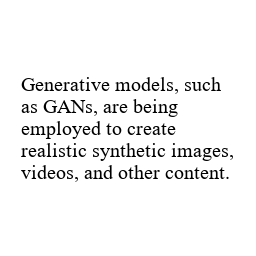 Generative models, such
as GANs, are being
employed to create
realistic synthetic images,
videos, and other content.